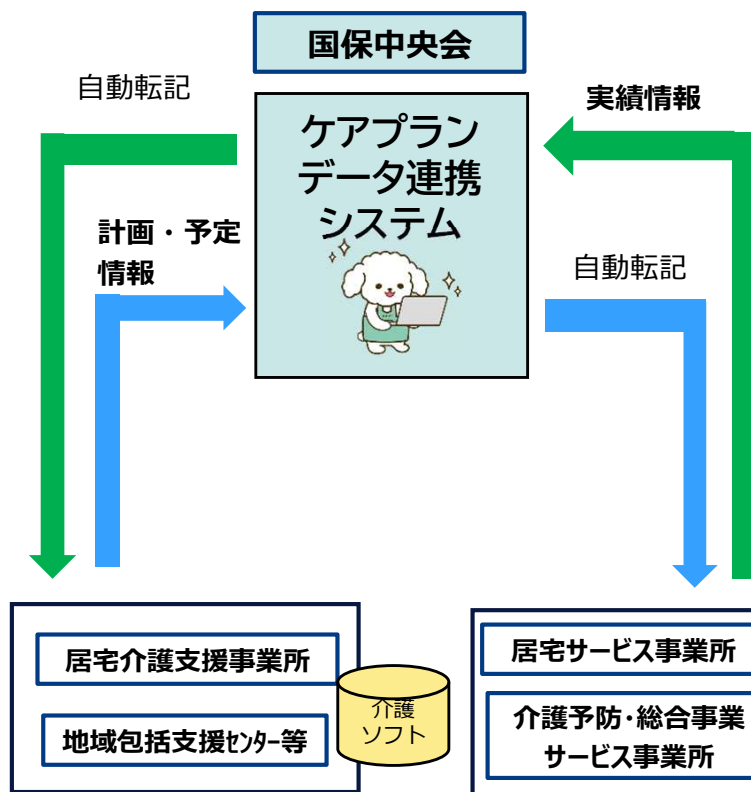 国保中央会
自動転記
実績情報
ケアプラン
データ連携
システム
計画・予定
情報
自動転記
居宅介護支援事業所
地域包括支援ｾﾝﾀｰ等
介護
ソフト
居宅サービス事業所
介護予防･総合事業
サービス事業所